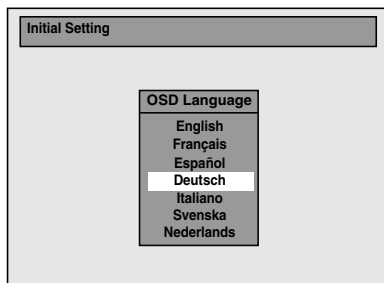 Initial Setting
OSD Language
English
Français
Español
Deutsch
Italiano
Svenska
Nederlands